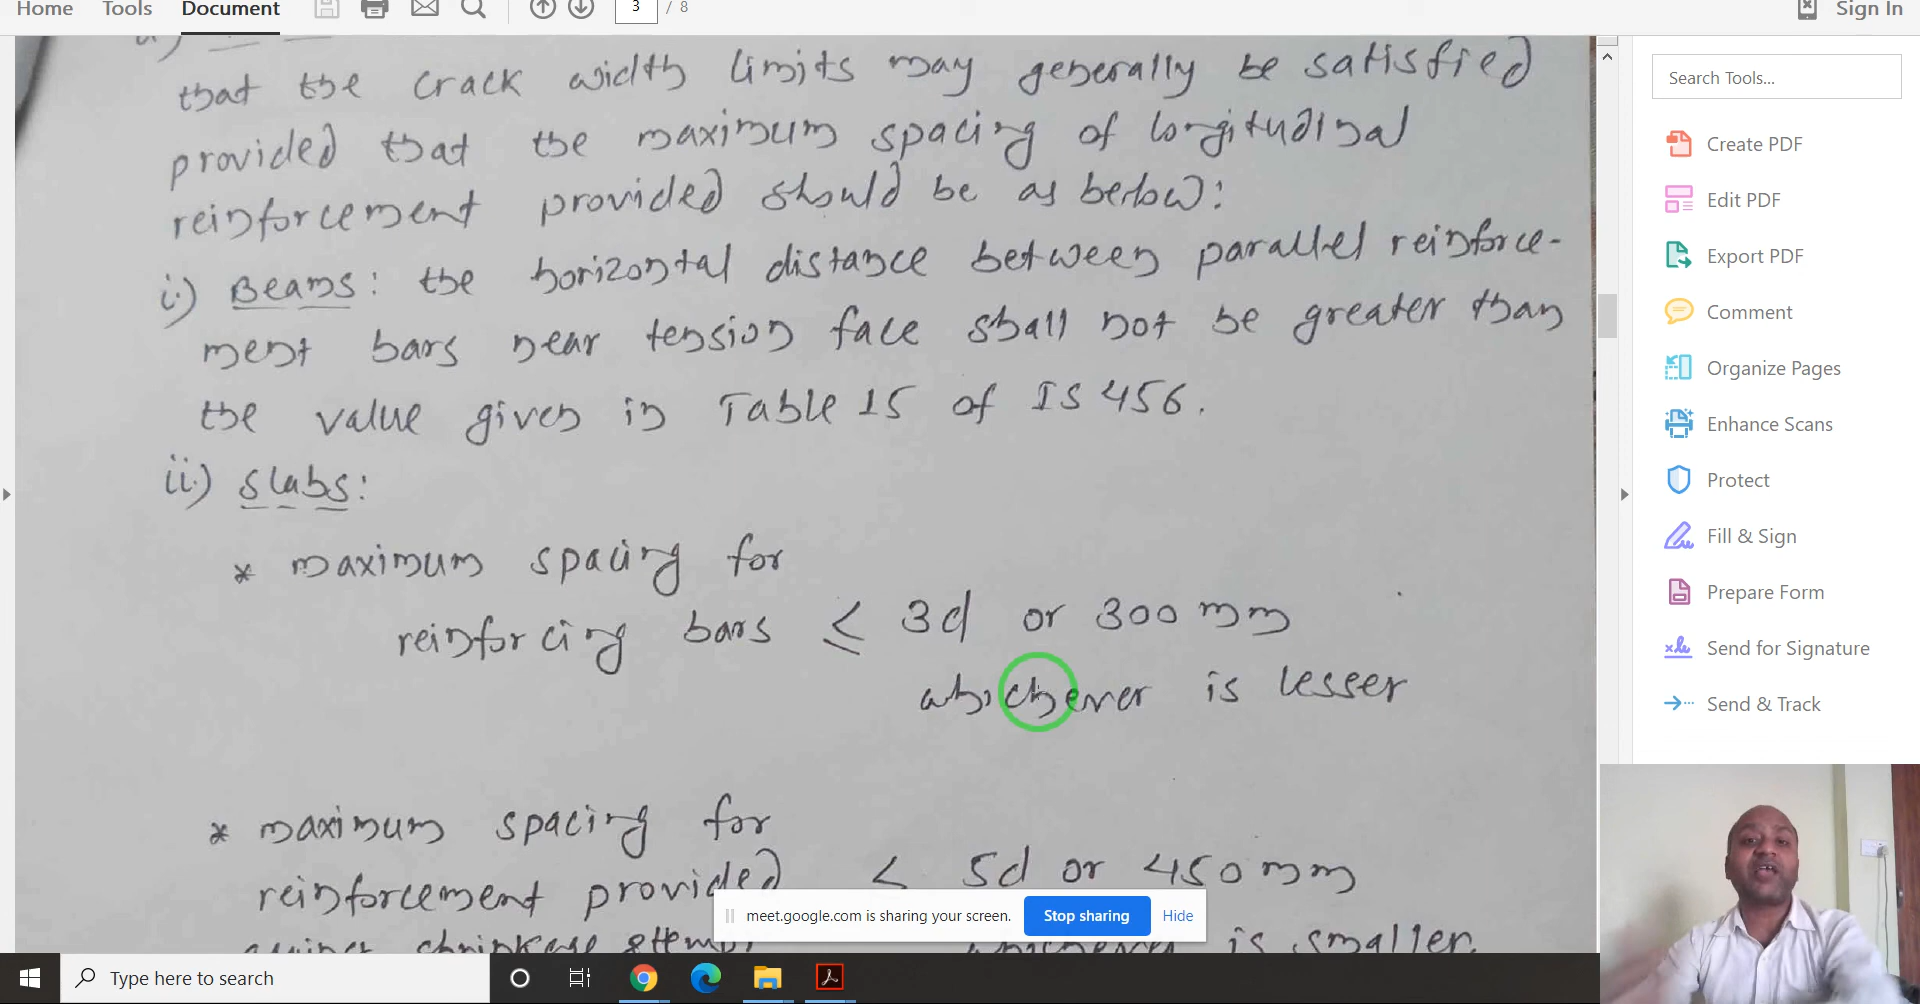 Home Tools Document 3 / 8 Sign In
that the crack width limits may generally be satisfied
provided that the maximum spacing of longitudinal
reinforcement provided should be as below:
i.) Beams: the horizontal distance between parallel reinforce-
ment bars near tension face shall not be greater than
the value given in Table 15 of IS 456.
ii.) Slabs:
* maximum spacing for
reinforcing bars ≤ 3d or 300 mm
whichever is lesser
* maximum spacing for
reinforcement provided < 5d or 450 mm
whichever is smaller.
Search Tools...
Create PDF
Edit PDF
Export PDF
Comment
Organize Pages
Enhance Scans
Protect
Fill & Sign
Prepare Form
Send for Signature
Send & Track
meet.google.com is sharing your screen. Stop sharing Hide
Type here to search